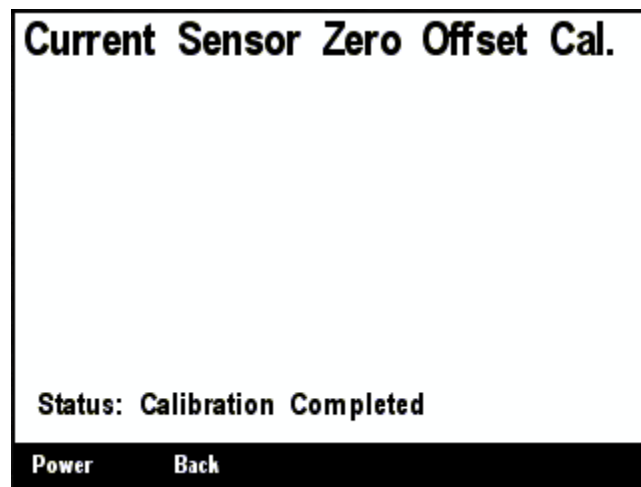 Current Sensor Zero Offset Cal.
Status: Calibration Completed
Power Back